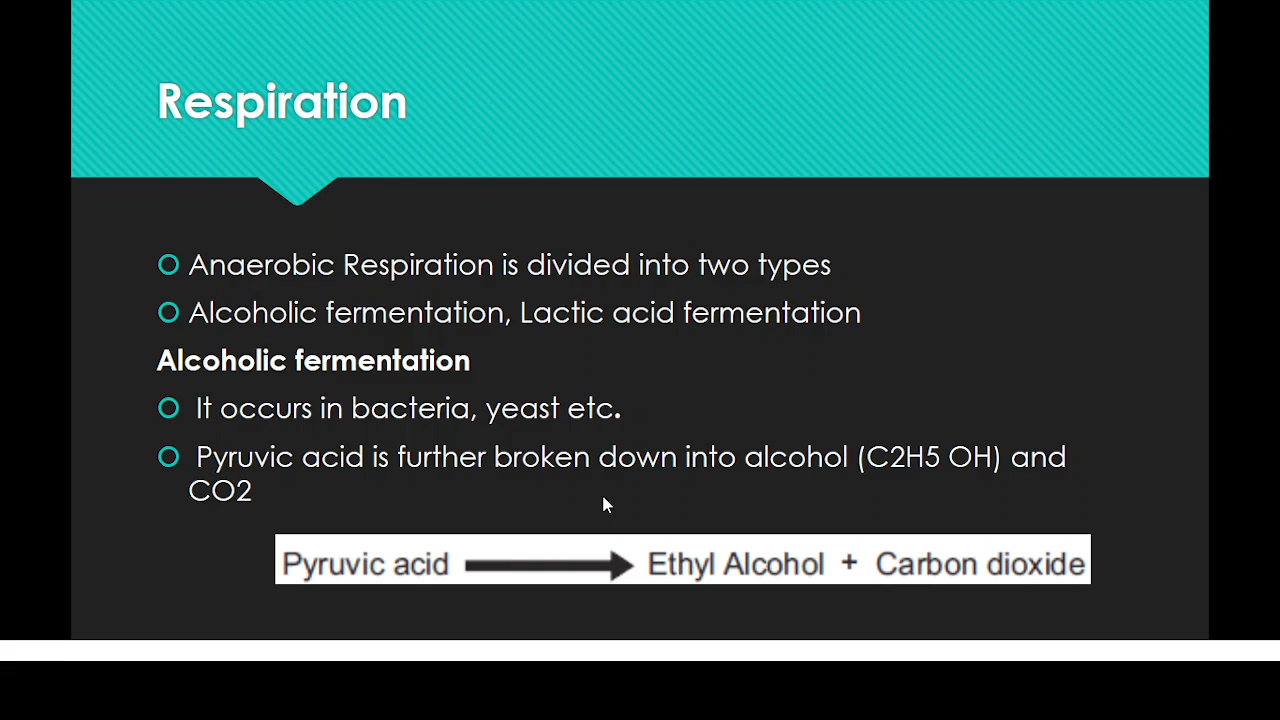 Respiration
Anaerobic Respiration is divided into two types
Alcoholic fermentation, Lactic acid fermentation
Alcoholic fermentation
It occurs in bacteria, yeast etc.
Pyruvic acid is further broken down into alcohol (C2H5 OH) and
CO2
Pyruvic acid → Ethyl Alcohol + Carbon dioxide